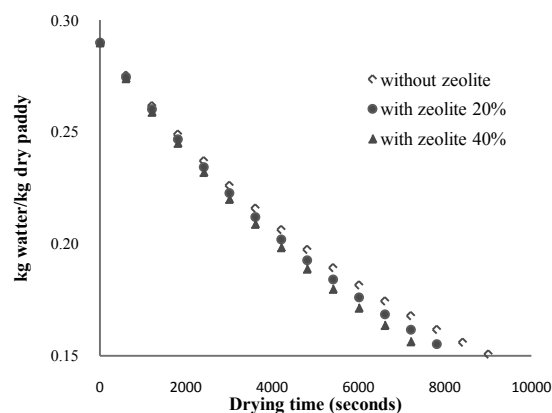 0.30
0.25
0.20
0.15
kg watter/kg dry paddy
without zeolite
with zeolite 20%
with zeolite 40%
0 2000 4000 6000 8000 10000
Drying time (seconds)